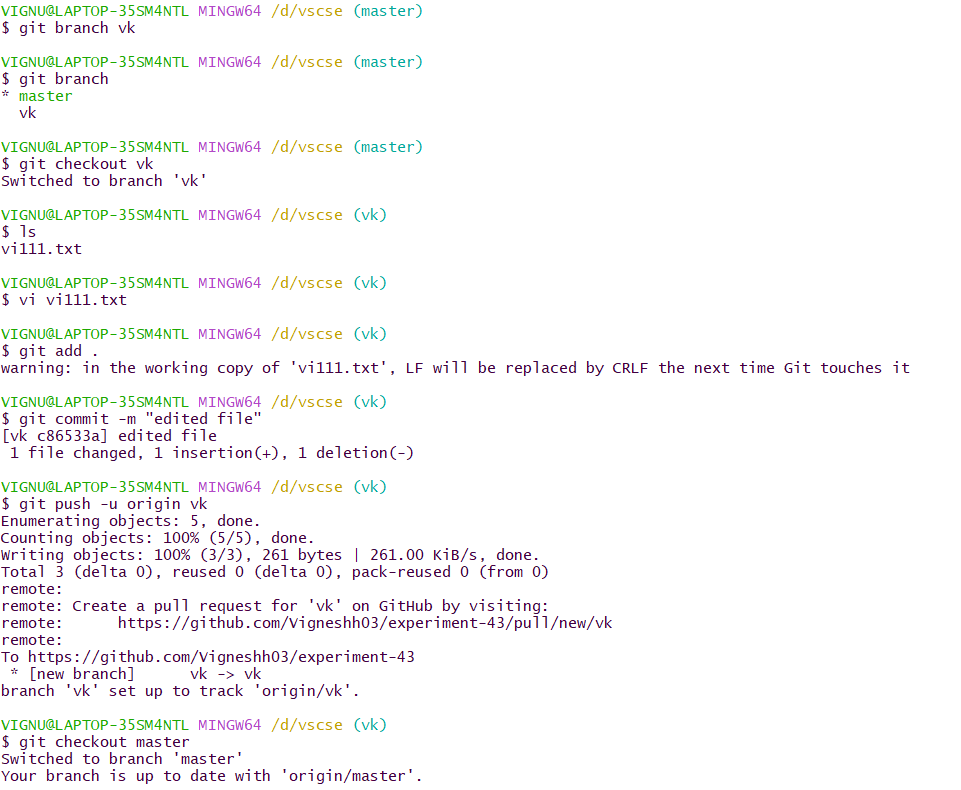 VIGNU@LAPTOP-35SM4NTL MINGW64 /d/vscse (master)
$ git branch vk

VIGNU@LAPTOP-35SM4NTL MINGW64 /d/vscse (master)
$ git branch
* master
  vk

VIGNU@LAPTOP-35SM4NTL MINGW64 /d/vscse (master)
$ git checkout vk
Switched to branch 'vk'

VIGNU@LAPTOP-35SM4NTL MINGW64 /d/vscse (vk)
$ ls
vi111.txt

VIGNU@LAPTOP-35SM4NTL MINGW64 /d/vscse (vk)
$ vi vi111.txt

VIGNU@LAPTOP-35SM4NTL MINGW64 /d/vscse (vk)
$ git add .
warning: in the working copy of 'vi111.txt', LF will be replaced by CRLF the next time Git touches it

VIGNU@LAPTOP-35SM4NTL MINGW64 /d/vscse (vk)
$ git commit -m "edited file"
[vk c86533a] edited file
 1 file changed, 1 insertion(+), 1 deletion(-)

VIGNU@LAPTOP-35SM4NTL MINGW64 /d/vscse (vk)
$ git push -u origin vk
Enumerating objects: 5, done.
Counting objects: 100% (5/5), done.
Writing objects: 100% (3/3), 261 bytes | 261.00 KiB/s, done.
Total 3 (delta 0), reused 0 (delta 0), pack-reused 0 (from 0)
remote:
remote: Create a pull request for 'vk' on GitHub by visiting:
remote:      https://github.com/Vigneshh03/experiment-43/pull/new/vk
remote:
To https://github.com/Vigneshh03/experiment-43
 * [new branch]      vk -> vk
branch 'vk' set up to track 'origin/vk'.

VIGNU@LAPTOP-35SM4NTL MINGW64 /d/vscse (vk)
$ git checkout master
Switched to branch 'master'
Your branch is up to date with 'origin/master'.